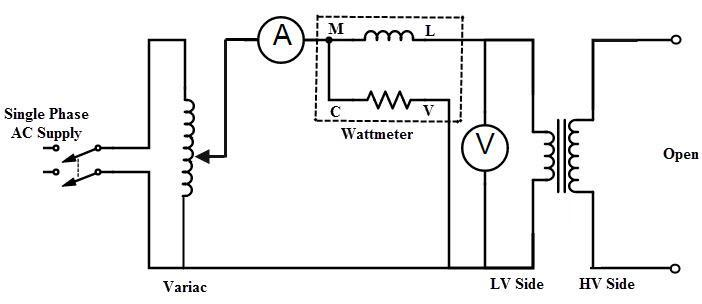 A
M
L
Single Phase
AC Supply
C
V
Wattmeter
V
Open
Variac
LV Side
HV Side